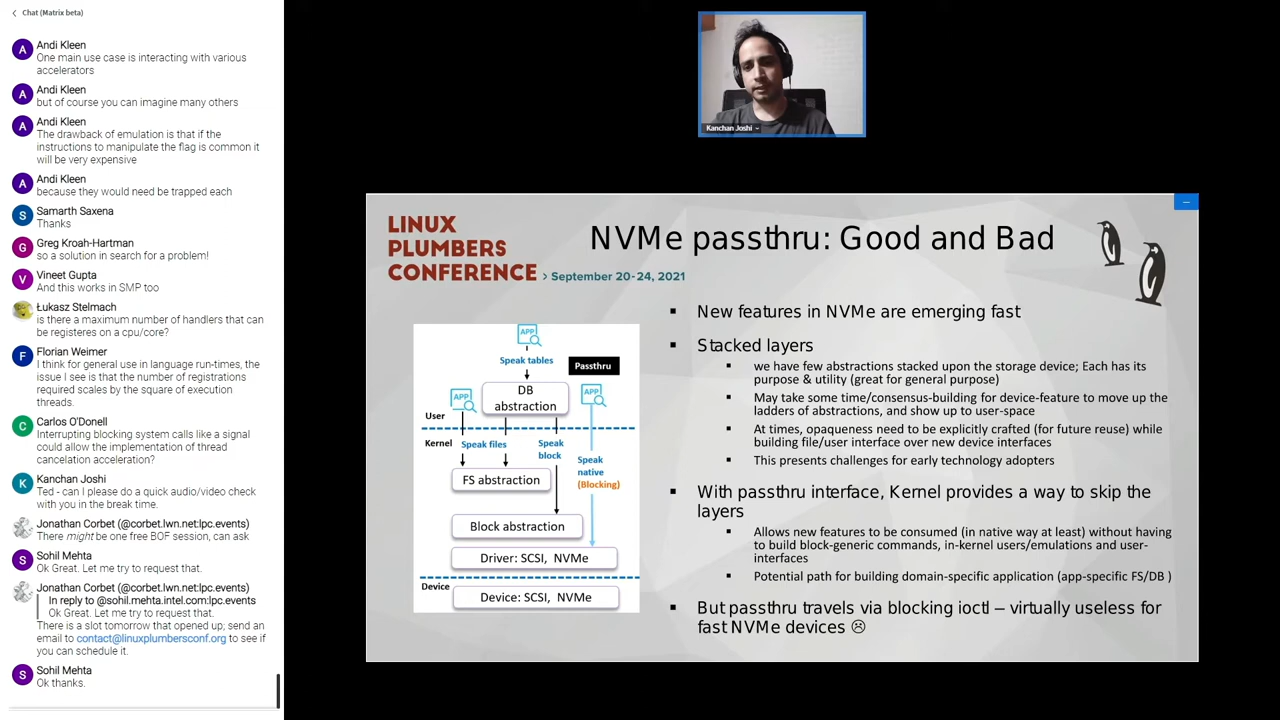 Chat (Matrix beta)
A
Andi Kleen
One main use case is interacting with various
accelerators
A
Andi Kleen
but of course you can imagine many others
A
Andi Kleen
The drawback of emulation is that if the
instructions to manipulate the flag is common it
will be very expensive
A
Andi Kleen
because they would need be trapped each
S
Samarth Saxena
Thanks
G
Greg Kroah-Hartman
so a solution in search for a problem!
V
Vineet Gupta
And this works in SMP too
Łukasz Stelmach
is there a maximum number of handlers that can
be registeres on a cpu/core?
F
Florian Weimer
I think for general use in language run-times, the
issue I see is that the number of registrations
required scales by the square of execution
threads.
C
Carlos O'Donell
Interrupting blocking system calls like a signal
could allow the implementation of thread
cancelation acceleration?
K
Kanchan Joshi
Ted - can I please do a quick audio/video check
with you in the break time.
Jonathan Corbet (@corbet.lwn.net:lpc.events)
There might be one free BOF session, can ask
S
Sohil Mehta
Ok Great. Let me try to request that.
Jonathan Corbet (@corbet.lwn.net:lpc.events)
In reply to @sohil.mehta.intel.com:lpc.events
Ok Great. Let me try to request that.
There is a slot tomorrow that opened up; send an
email to contact@linuxplumbersconf.org to see if
you can schedule it.
S
Sohil Mehta
Ok thanks.
Kanchan Joshi
LINUX
PLUMBERS
CONFERENCE > September 20-24, 2021
NVMe passthru: Good and Bad
APP
Speak tables
Passthru
APP
DB
abstraction
APP
User
Kernel
Speak files
Speak
block
Speak
native
(Blocking)
FS abstraction
Block abstraction
Driver: SCSI, NVMe
Device
Device: SCSI, NVMe
▪ New features in NVMe are emerging fast
▪ Stacked layers
▪ we have few abstractions stacked upon the storage device; Each has its
purpose & utility (great for general purpose)
▪ May take some time/consensus-building for device-feature to move up the
ladders of abstractions, and show up to user-space
▪ At times, opaqueness need to be explicitly crafted (for future reuse) while
building file/user interface over new device interfaces
▪ This presents challenges for early technology adopters
▪ With passthru interface, Kernel provides a way to skip the
layers
▪ Allows new features to be consumed (in native way at least) without having
to build block-generic commands, in-kernel users/emulations and user-
interfaces
▪ Potential path for building domain-specific application (app-specific FS/DB )
▪ But passthru travels via blocking ioctl – virtually useless for
fast NVMe devices ☹